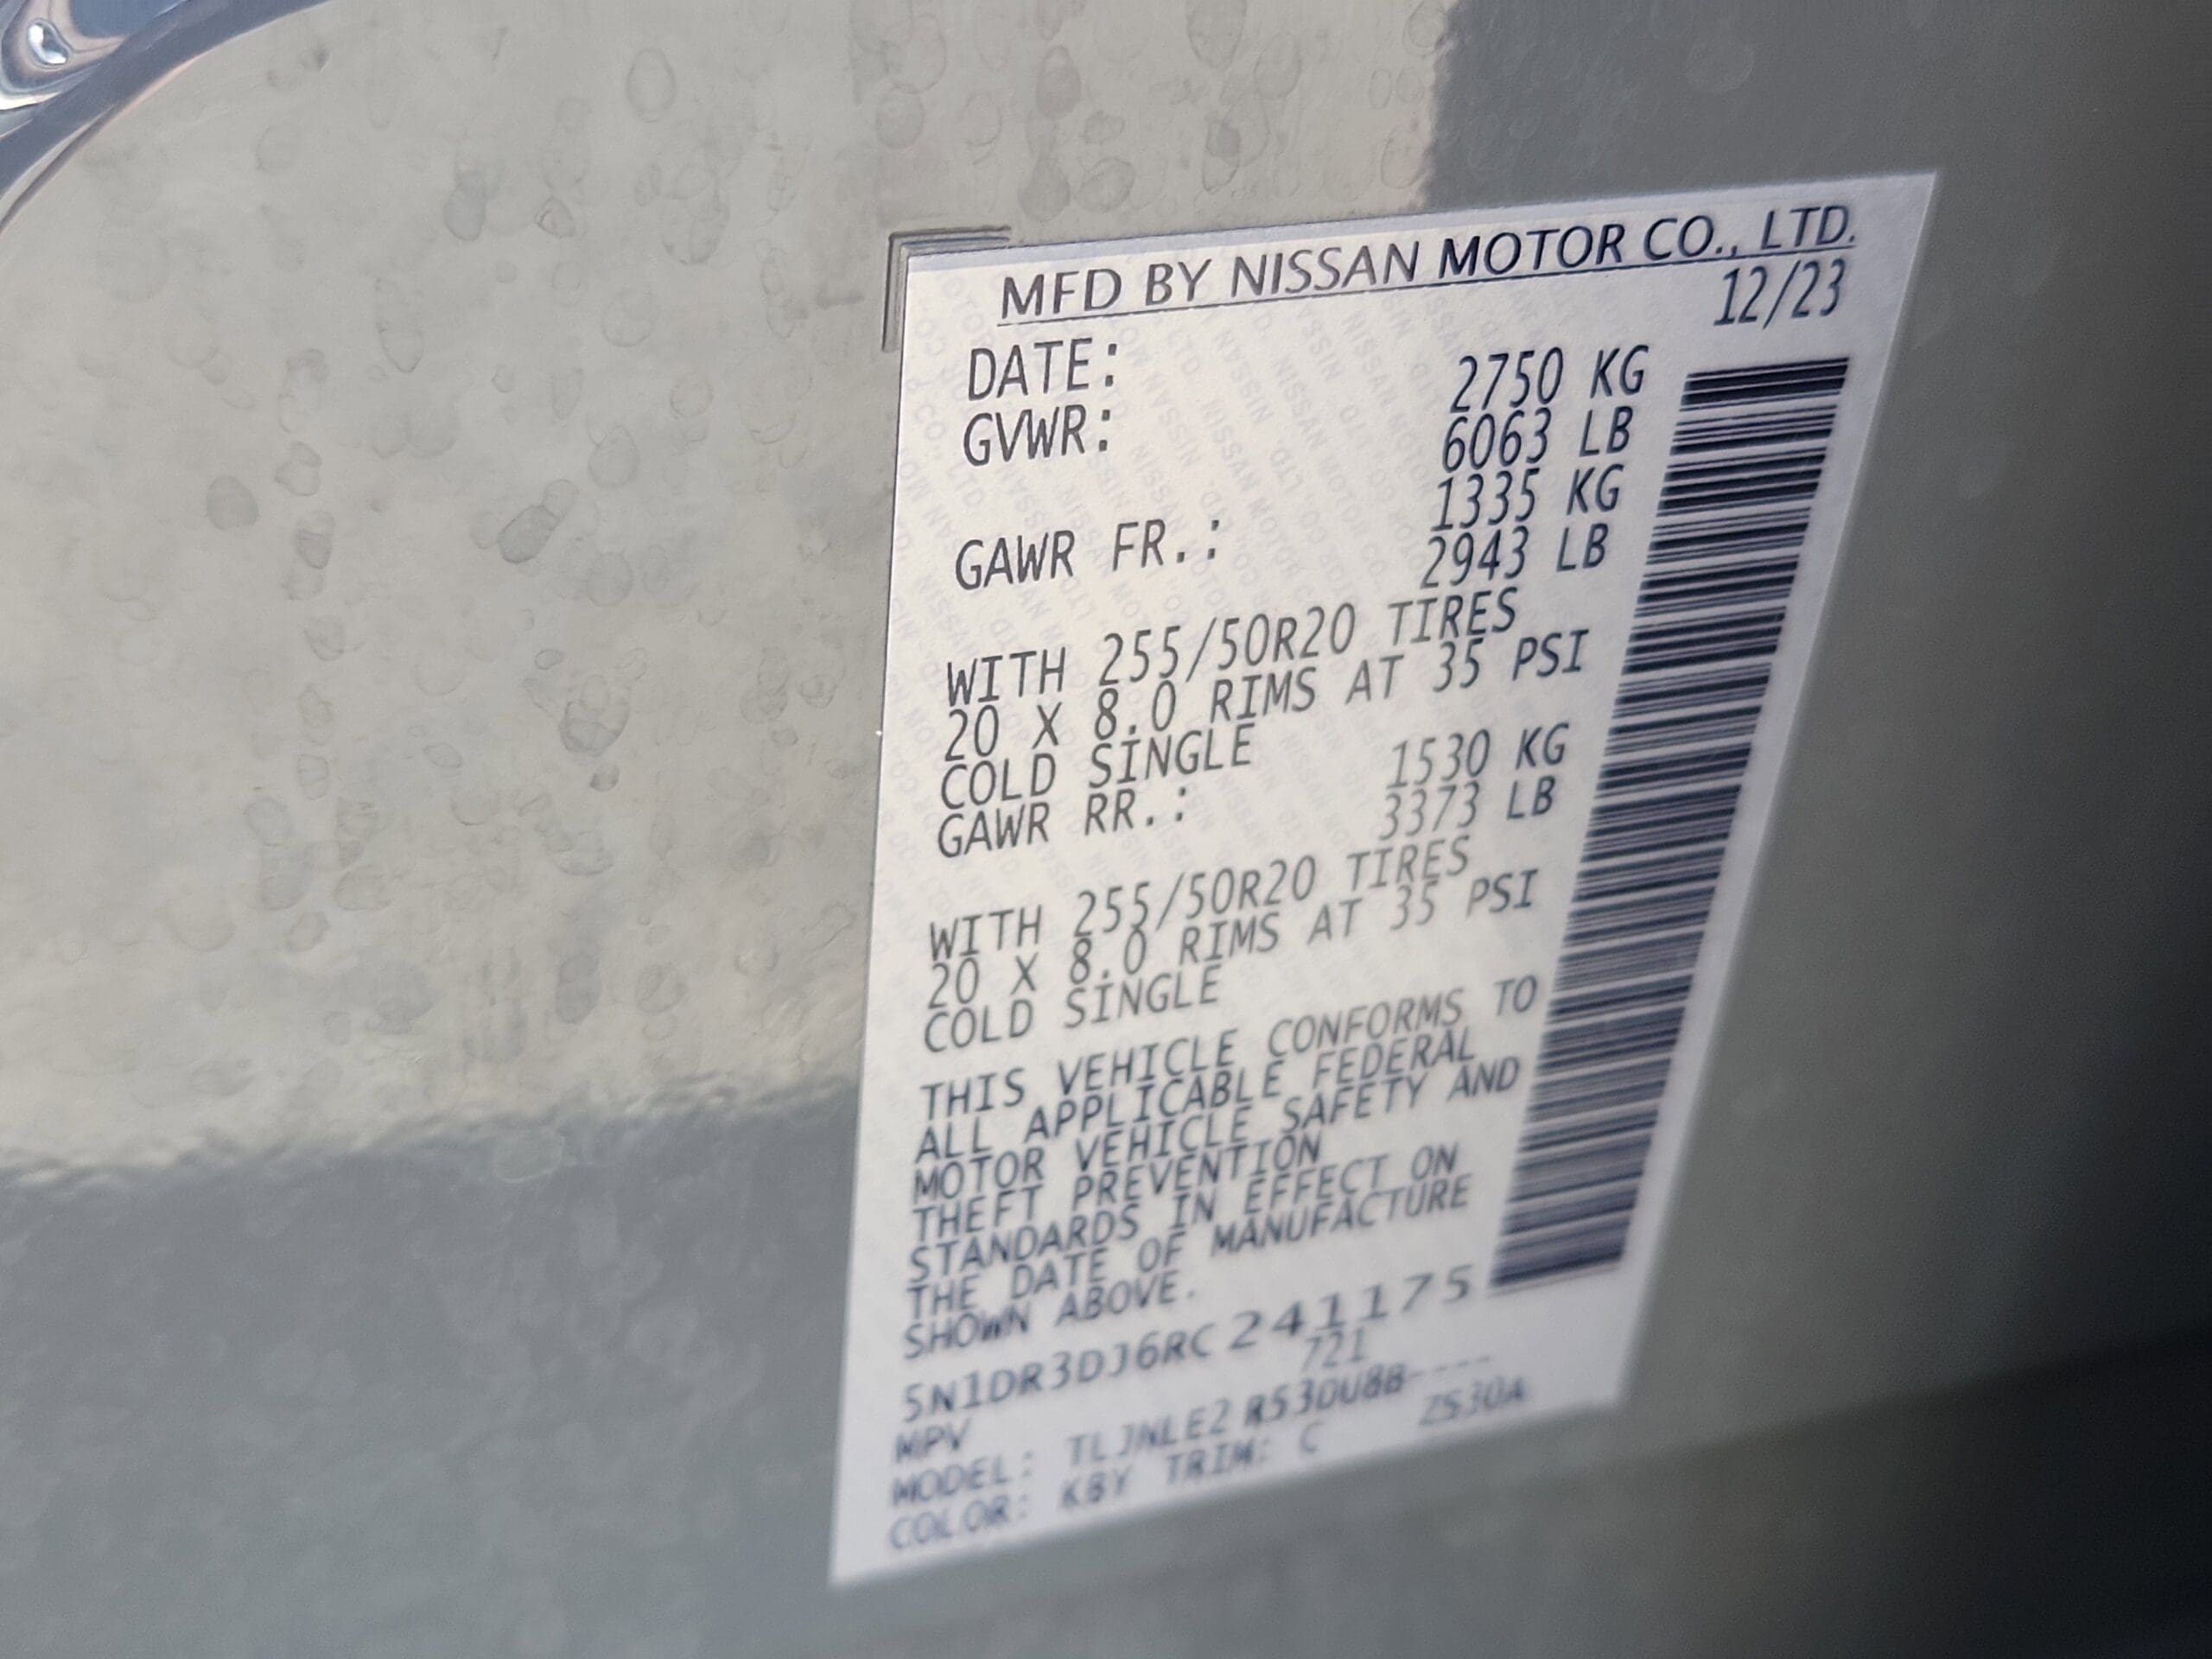 MFD BY NISSAN MOTOR CO., LTD.
DATE: 12/23
GVWR: 2750 KG
6063 LB
GAWR FR.: 1335 KG
2943 LB
WITH 255/50R20 TIRES
20 X 8.0 RIMS AT 35 PSI
COLD SINGLE
GAWR RR.: 1530 KG
3373 LB
WITH 255/50R20 TIRES
20 X 8.0 RIMS AT 35 PSI
COLD SINGLE
THIS VEHICLE CONFORMS TO
ALL APPLICABLE FEDERAL
MOTOR VEHICLE SAFETY AND
THEFT PREVENTION
STANDARDS IN EFFECT ON
THE DATE OF MANUFACTURE
SHOWN ABOVE.
5N1DR3DJ6RC241175
MPV 721
MODEL: TLJNLE2 R530U8B----
COLOR: KBY TRIM: C ZS30A